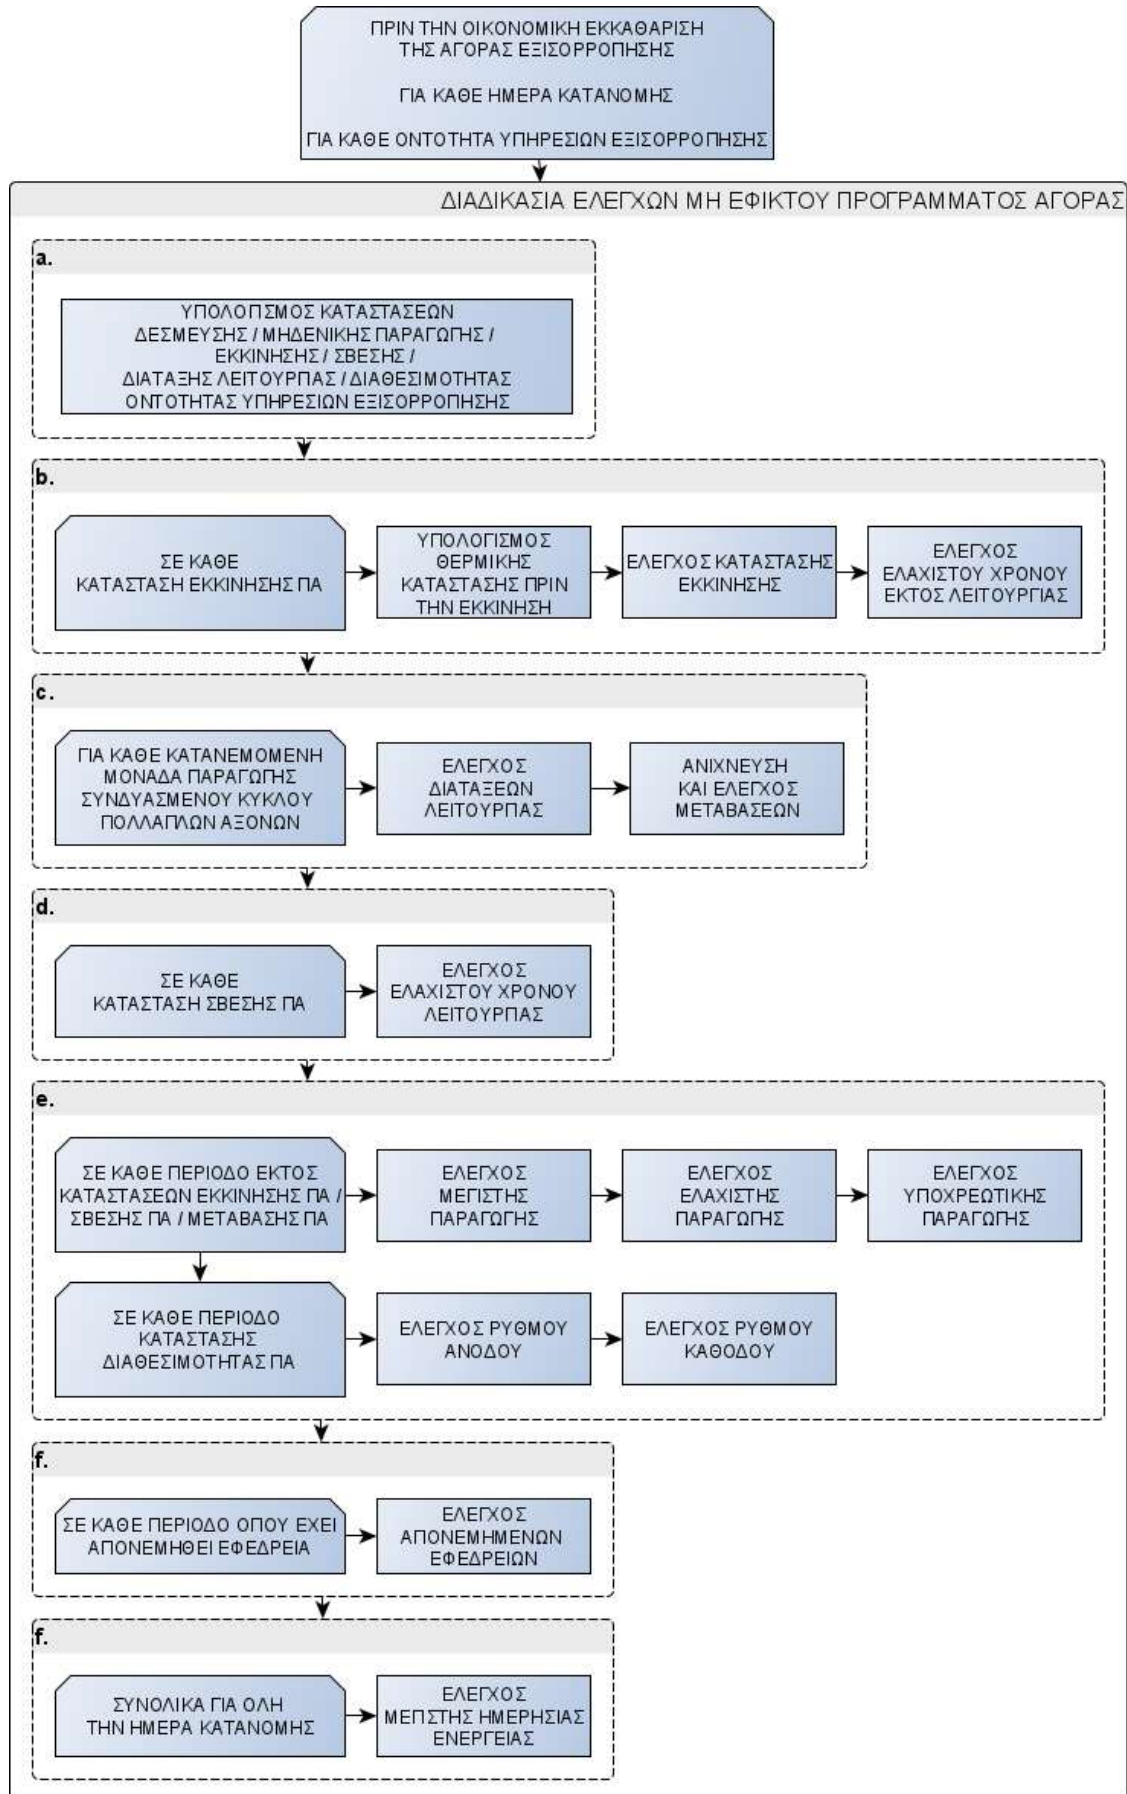 ΠΡΙΝ ΤΗΝ ΟΙΚΟΝΟΜΙΚΗ ΕΚΚΑΘΑΡΙΣΗ
ΤΗΣ ΑΓΟΡΑΣ ΕΞΙΣΟΡΡΟΠΗΣΗΣ
ΓΙΑ ΚΑΘΕ ΗΜΕΡΑ ΚΑΤΑΝΟΜΗΣ
ΓΙΑ ΚΑΘΕ ΟΝΤΟΤΗΤΑ ΥΠΗΡΕΣΙΩΝ ΕΞΙΣΟΡΡΟΠΗΣΗΣ
ΔΙΑΔΙΚΑΣΙΑ ΕΛΕΓΧΩΝ ΜΗ ΕΦΙΚΤΟΥ ΠΡΟΓΡΑΜΜΑΤΟΣ ΑΓΟΡΑΣ
a.
ΥΠΟΛΟΓΙΣΜΟΣ ΚΑΤΑΣΤΑΣΕΩΝ
ΔΕΣΜΕΥΣΗΣ / ΜΗΔΕΝΙΚΗΣ ΠΑΡΑΓΩΓΗΣ /
ΕΚΚΙΝΗΣΗΣ / ΣΒΕΣΗΣ /
ΔΙΑΤΑΞΗΣ ΛΕΙΤΟΥΡΓΙΑΣ / ΔΙΑΘΕΣΙΜΟΤΗΤΑΣ
ΟΝΤΟΤΗΤΑΣ ΥΠΗΡΕΣΙΩΝ ΕΞΙΣΟΡΡΟΠΗΣΗΣ
b.
ΣΕ ΚΑΘΕ
ΚΑΤΑΣΤΑΣΗ ΕΚΚΙΝΗΣΗΣ ΠΑ
ΥΠΟΛΟΓΙΣΜΟΣ
ΘΕΡΜΙΚΗΣ
ΚΑΤΑΣΤΑΣΗΣ ΠΡΙΝ
ΤΗΝ ΕΚΚΙΝΗΣΗ
ΕΛΕΓΧΟΣ ΚΑΤΑΣΤΑΣΗΣ
ΕΚΚΙΝΗΣΗΣ
ΕΛΕΓΧΟΣ
ΕΛΑΧΙΣΤΟΥ ΧΡΟΝΟΥ
ΕΚΤΟΣ ΛΕΙΤΟΥΡΓΙΑΣ
c.
ΓΙΑ ΚΑΘΕ ΚΑΤΑΝΕΜΟΜΕΝΗ
ΜΟΝΑΔΑ ΠΑΡΑΓΩΓΗΣ
ΣΥΝΔΥΑΣΜΕΝΟΥ ΚΥΚΛΟΥ
ΠΟΛΛΑΠΛΩΝ ΑΞΟΝΩΝ
ΕΛΕΓΧΟΣ
ΔΙΑΤΑΞΕΩΝ
ΛΕΙΤΟΥΡΓΙΑΣ
ΑΝΙΧΝΕΥΣΗ
ΚΑΙ ΕΛΕΓΧΟΣ
ΜΕΤΑΒΑΣΕΩΝ
d.
ΣΕ ΚΑΘΕ
ΚΑΤΑΣΤΑΣΗ ΣΒΕΣΗΣ ΠΑ
ΕΛΕΓΧΟΣ
ΕΛΑΧΙΣΤΟΥ ΧΡΟΝΟΥ
ΛΕΙΤΟΥΡΓΙΑΣ
e.
ΣΕ ΚΑΘΕ ΠΕΡΙΟΔΟ ΕΚΤΟΣ
ΚΑΤΑΣΤΑΣΕΩΝ ΕΚΚΙΝΗΣΗΣ ΠΑ /
ΣΒΕΣΗΣ ΠΑ / ΜΕΤΑΒΑΣΗΣ ΠΑ
ΕΛΕΓΧΟΣ
ΜΕΓΙΣΤΗΣ
ΠΑΡΑΓΩΓΗΣ
ΕΛΕΓΧΟΣ
ΕΛΑΧΙΣΤΗΣ
ΠΑΡΑΓΩΓΗΣ
ΕΛΕΓΧΟΣ
ΥΠΟΧΡΕΩΤΙΚΗΣ
ΠΑΡΑΓΩΓΗΣ
ΣΕ ΚΑΘΕ ΠΕΡΙΟΔΟ
ΚΑΤΑΣΤΑΣΗΣ
ΔΙΑΘΕΣΙΜΟΤΗΤΑΣ ΠΑ
ΕΛΕΓΧΟΣ ΡΥΘΜΟΥ
ΑΝΟΔΟΥ
ΕΛΕΓΧΟΣ ΡΥΘΜΟΥ
ΚΑΘΟΔΟΥ
f.
ΣΕ ΚΑΘΕ ΠΕΡΙΟΔΟ ΟΠΟΥ ΕΧΕΙ
ΑΠΟΝΕΜΗΘΕΙ ΕΦΕΔΡΕΙΑ
ΕΛΕΓΧΟΣ
ΑΠΟΝΕΜΗΜΕΝΩΝ
ΕΦΕΔΡΕΙΩΝ
f.
ΣΥΝΟΛΙΚΑ ΓΙΑ ΟΛΗ
ΤΗΝ ΗΜΕΡΑ ΚΑΤΑΝΟΜΗΣ
ΕΛΕΓΧΟΣ
ΜΕΓΙΣΤΗΣ ΗΜΕΡΗΣΙΑΣ
ΕΝΕΡΓΕΙΑΣ